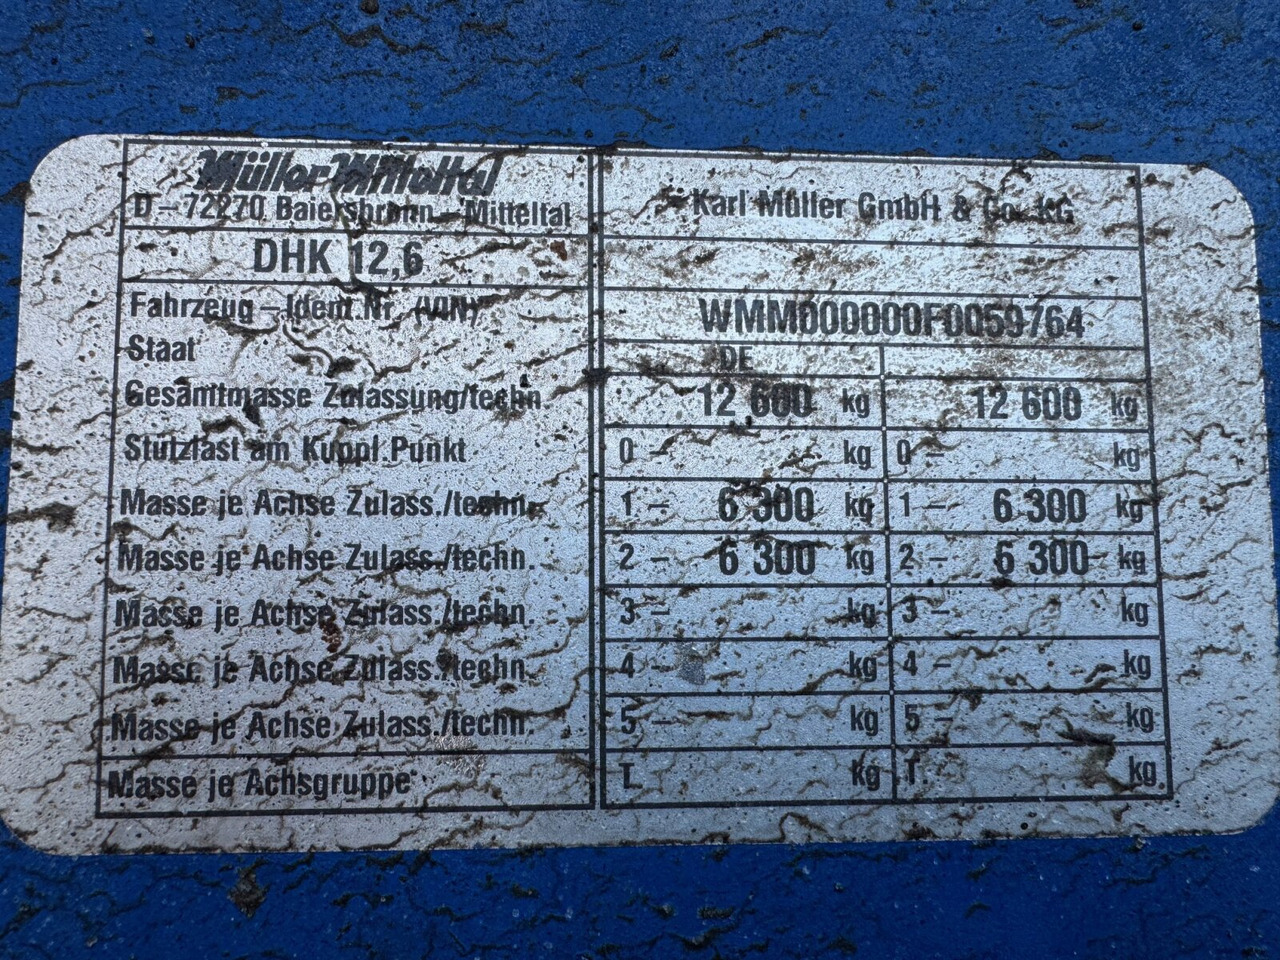 Müller Mitteltal
Karl Müller GmbH & Co. KG
D-72270 Baiersbronn-Mitteltal
DHK 12,6
Fahrzeug-Ident.Nr. (VIN) WMM000000F0059764
Staat DE
Gesamtmasse Zulassung/techn. 12 600 kg 12 600 kg
Stützlast am Kuppl.Punkt 0- kg 0- kg
Masse je Achse Zulass./techn. 1- 6 300 kg 1- 6 300 kg
Masse je Achse Zulass./techn. 2- 6 300 kg 2- 6 300 kg
Masse je Achse Zulass./techn. 3- kg 3- kg
Masse je Achse Zulass./techn. 4- kg 4- kg
Masse je Achse Zulass./techn. 5- kg 5- kg
Masse je Achsgruppe T. kg T. kg